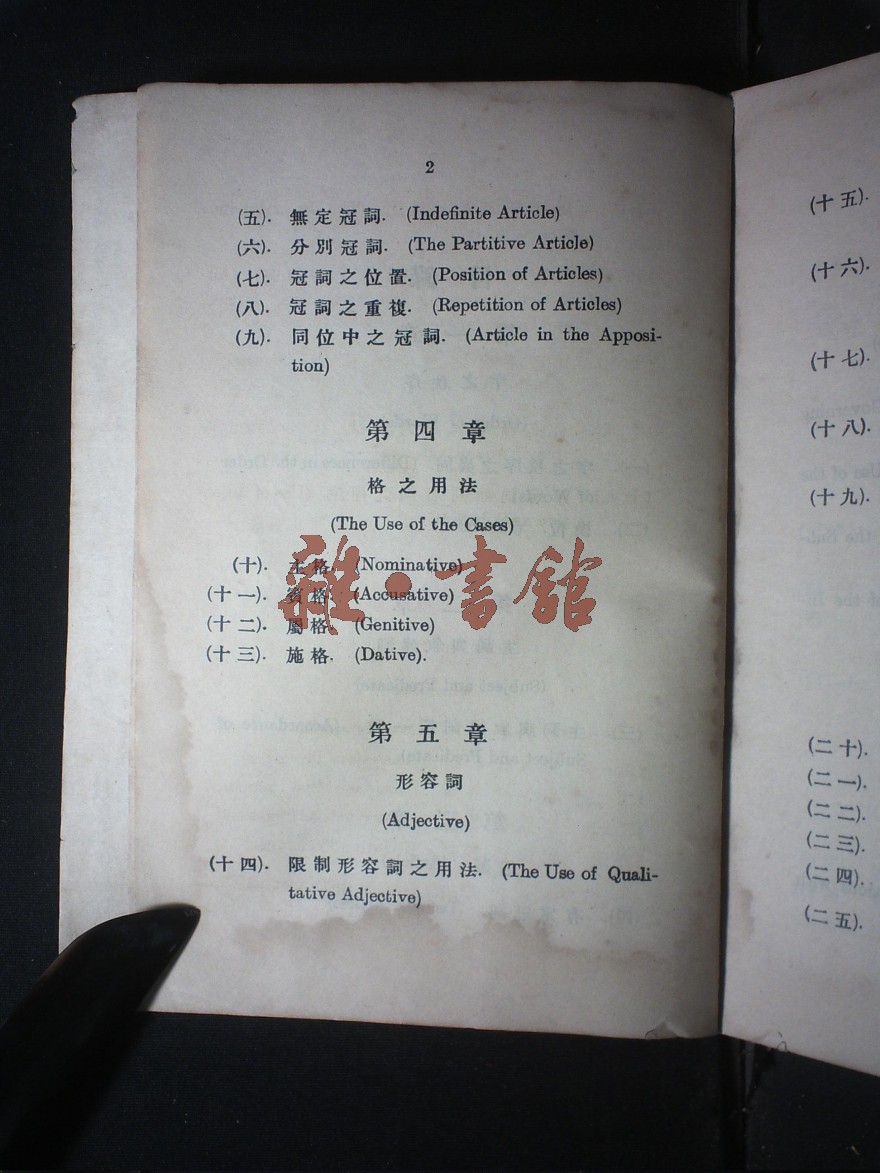 2
(五). 無定冠詞. (Indefinite Article)
(六). 分別冠詞. (The Partitive Article)
(七). 冠詞之位置. (Position of Articles)
(八). 冠詞之重複. (Repetition of Articles)
(九). 同位中之冠詞. (Article in the Apposi-
tion)
第四章
格之用法
(The Use of the Cases)
(十). 主格. (Nominative)
(十一). 賓格. (Accusative)
(十二). 屬格. (Genitive)
(十三). 施格. (Dative).
雜·書館
第五章
形容詞
(Adjective)
(十四). 限制形容詞之用法. (The Use of Quali-
tative Adjective)
(十五).
(十六).
(十七).
(十八).
(十九).
(二十).
(二一).
(二二).
(二三).
(二四).
(二五).